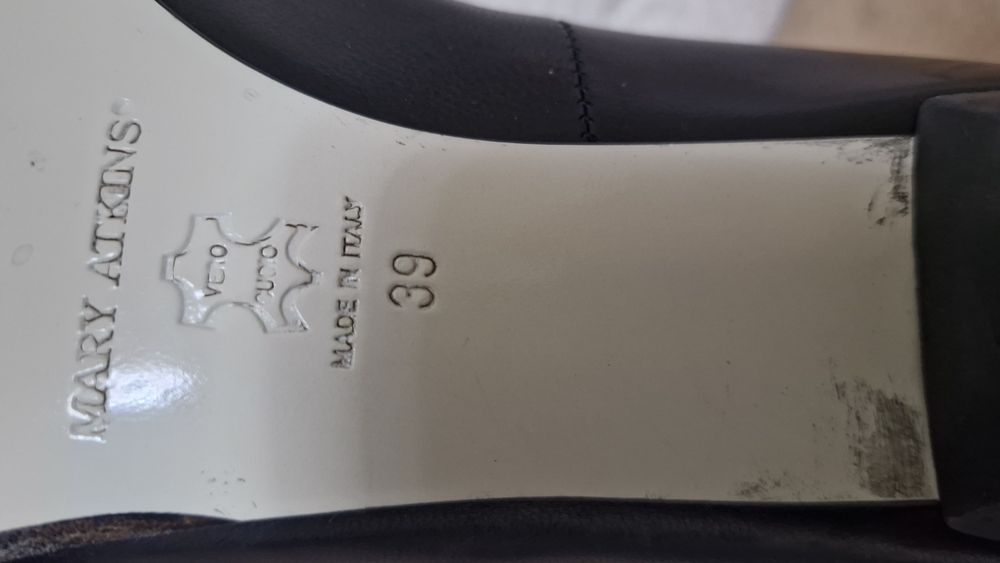 MARY ATKINS
VERO
CUOIO
MADE IN ITALY
39